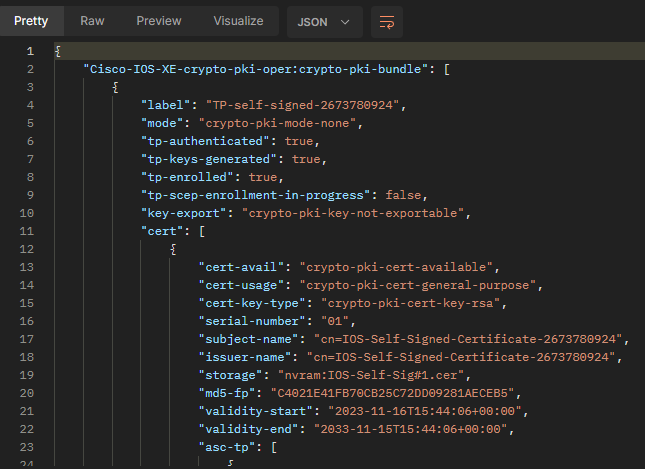 Pretty Raw Preview Visualize JSON
1 {
2 "Cisco-IOS-XE-crypto-pki-oper:crypto-pki-bundle": [
3 {
4 "label": "TP-self-signed-2673780924",
5 "mode": "crypto-pki-mode-none",
6 "tp-authenticated": true,
7 "tp-keys-generated": true,
8 "tp-enrolled": true,
9 "tp-scep-enrollment-in-progress": false,
10 "key-export": "crypto-pki-key-not-exportable",
11 "cert": [
12 {
13 "cert-avail": "crypto-pki-cert-available",
14 "cert-usage": "crypto-pki-cert-general-purpose",
15 "cert-key-type": "crypto-pki-cert-key-rsa",
16 "serial-number": "01",
17 "subject-name": "cn=IOS-Self-Signed-Certificate-2673780924",
18 "issuer-name": "cn=IOS-Self-Signed-Certificate-2673780924",
19 "storage": "nvram:IOS-Self-Sig#1.cer",
20 "md5-fp": "C4021E41FB70CB25C72DD09281AECEB5",
21 "validity-start": "2023-11-16T15:44:06+00:00",
22 "validity-end": "2033-11-15T15:44:06+00:00",
23 "asc-tp": [
24 {